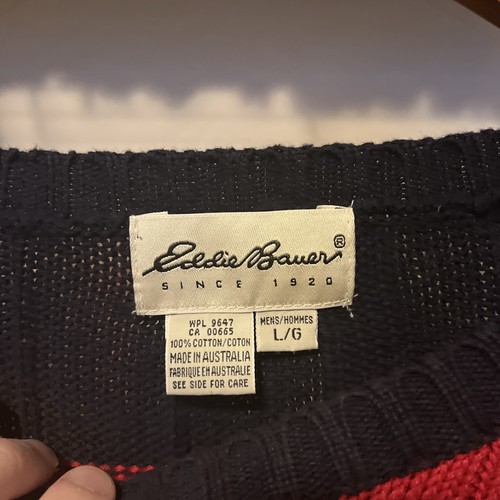 Eddie Bauer®
SINCE 1920
WPL 9647
CA 00665
100% COTTON/COTON
MADE IN AUSTRALIA
FABRIQUE EN AUSTRALIE
SEE SIDE FOR CARE
MENS/HOMMES
L/G